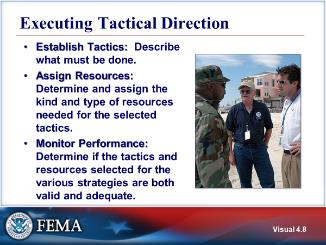 Executing Tactical Direction
• Establish Tactics: Describe
what must be done.
• Assign Resources:
Determine and assign the
kind and type of resources
needed for the selected
tactics.
• Monitor Performance:
Determine if the tactics and
resources selected for the
various strategies are both
valid and adequate.
FEMA
Visual 4.8